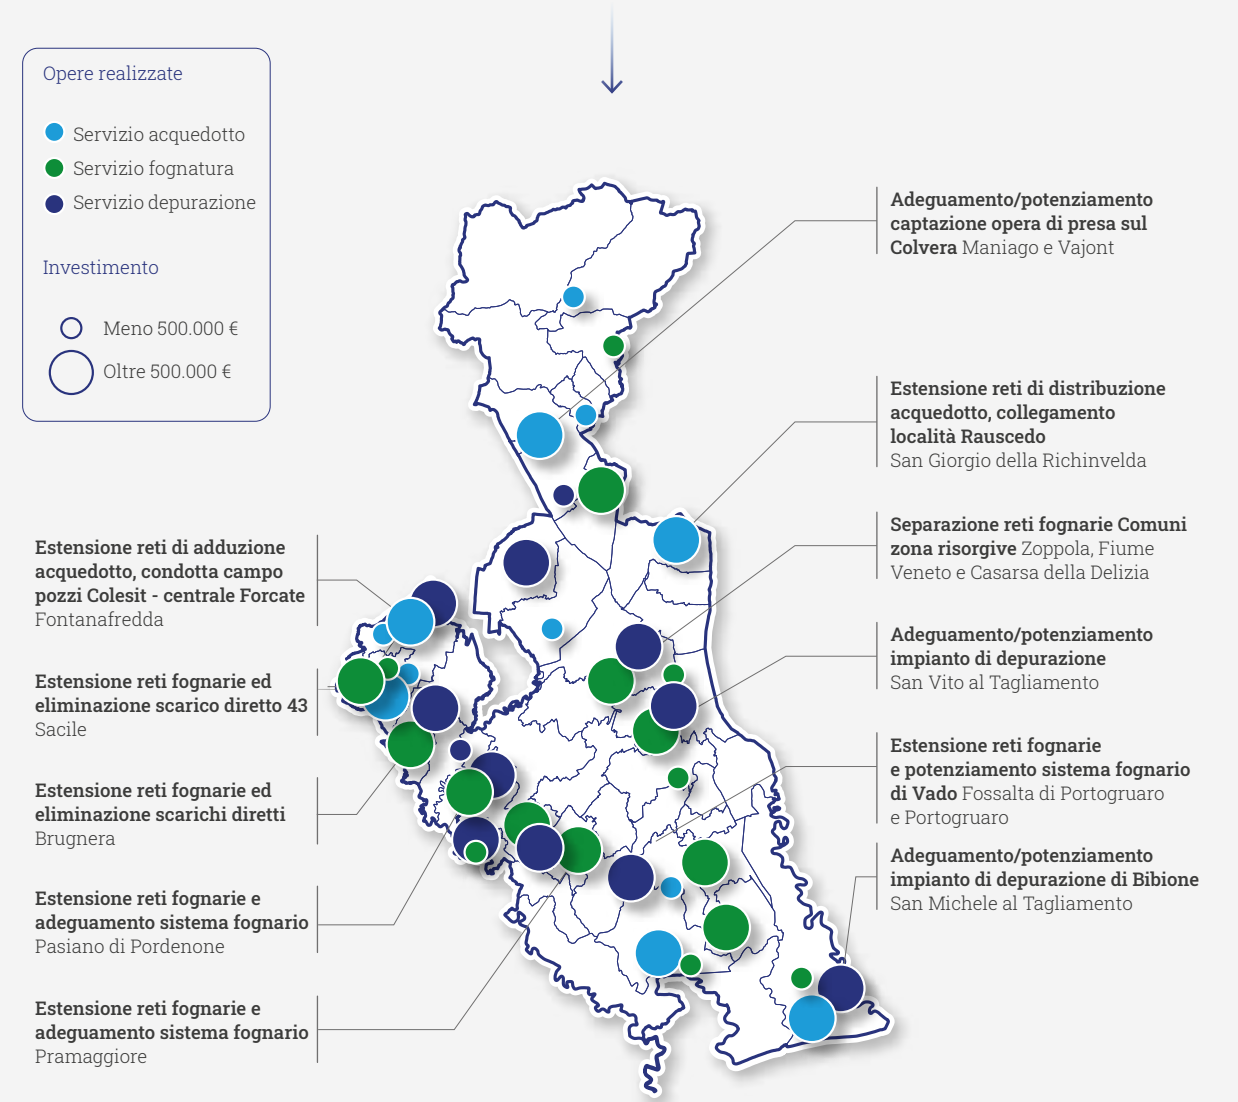 Opere realizzate
Servizio acquedotto
Servizio fognatura
Servizio depurazione
Investimento
Meno 500.000 €
Oltre 500.000 €
Estensione reti di adduzione
acquedotto, condotta campo
pozzi Colesit - centrale Forcate
Fontanafredda
Estensione reti fognarie ed
eliminazione scarico diretto 43
Sacile
Estensione reti fognarie ed
eliminazione scarichi diretti
Brugnera
Estensione reti fognarie e
adeguamento sistema fognario
Pasiano di Pordenone
Estensione reti fognarie e
adeguamento sistema fognario
Pramaggiore
Adeguamento/potenziamento
captazione opera di presa sul
Colvera Maniago e Vajont
Estensione reti di distribuzione
acquedotto, collegamento
località Rauscedo
San Giorgio della Richinvelda
Separazione reti fognarie Comuni
zona risorgive Zoppola, Fiume
Veneto e Casarsa della Delizia
Adeguamento/potenziamento
impianto di depurazione
San Vito al Tagliamento
Estensione reti fognarie
e potenziamento sistema fognario
di Vado Fossalta di Portogruaro
e Portogruaro
Adeguamento/potenziamento
impianto di depurazione di Bibione
San Michele al Tagliamento